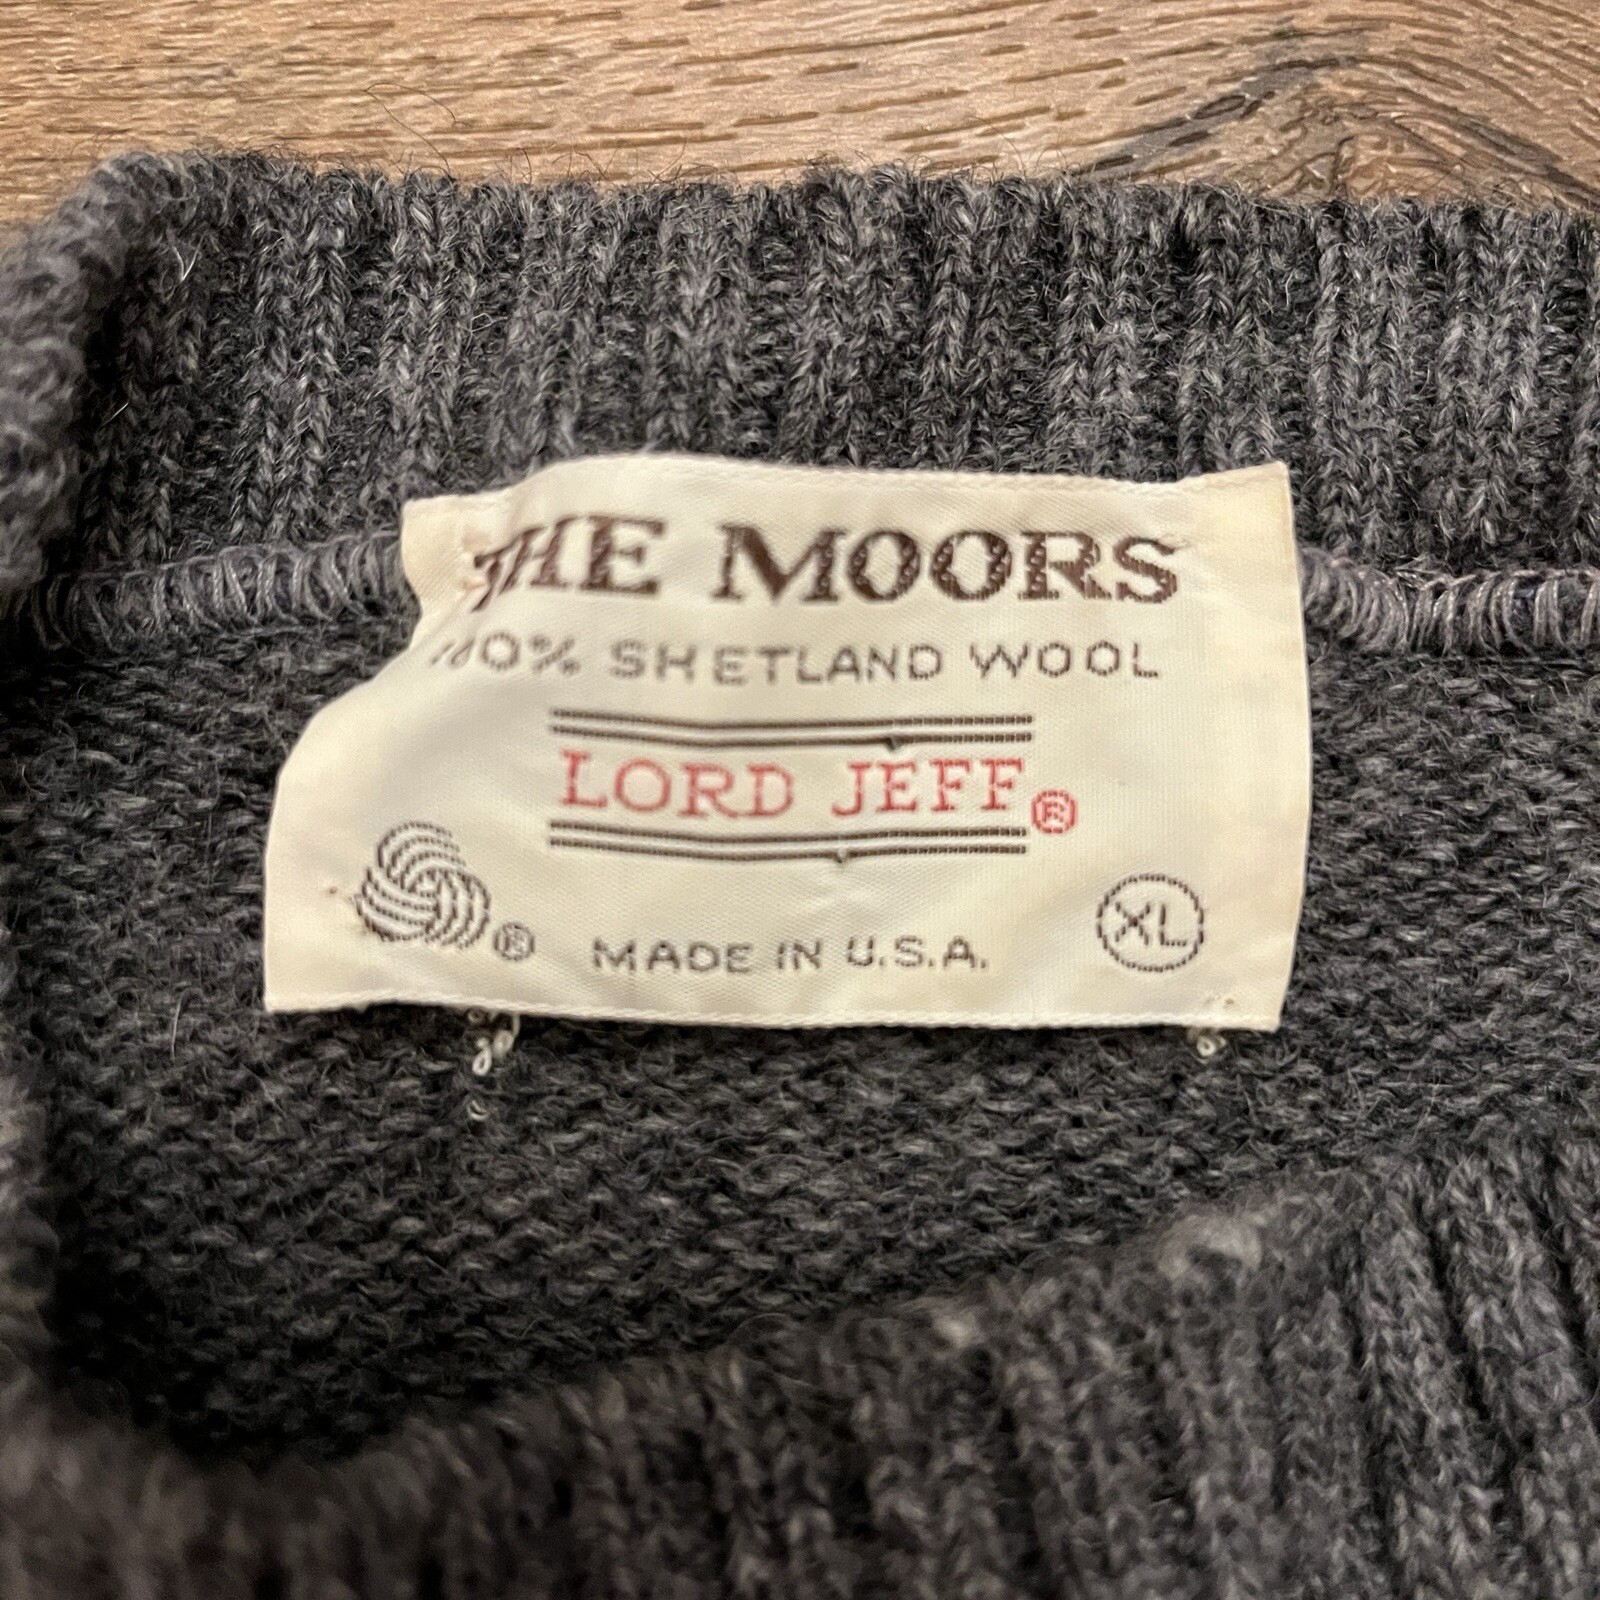 THE MOORS
100% SHETLAND WOOL
LORD JEFF®
® MADE IN U.S.A. XL